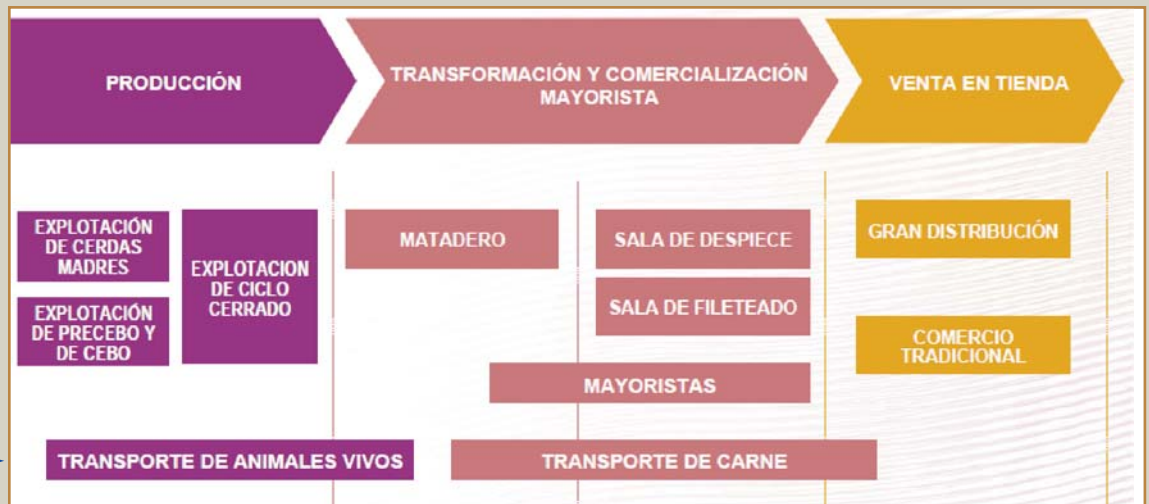 PRODUCCIÓN
TRANSFORMACIÓN Y COMERCIALIZACIÓN
MAYORISTA
VENTA EN TIENDA
EXPLOTACIÓN
DE CERDAS
MADRES
EXPLOTACIÓN
DE PRECEBO Y
DE CEBO
EXPLOTACION
DE CICLO
CERRADO
MATADERO
SALA DE DESPIECE
SALA DE FILETEADO
MAYORISTAS
GRAN DISTRIBUCIÓN
COMERCIO
TRADICIONAL
TRANSPORTE DE ANIMALES VIVOS
TRANSPORTE DE CARNE